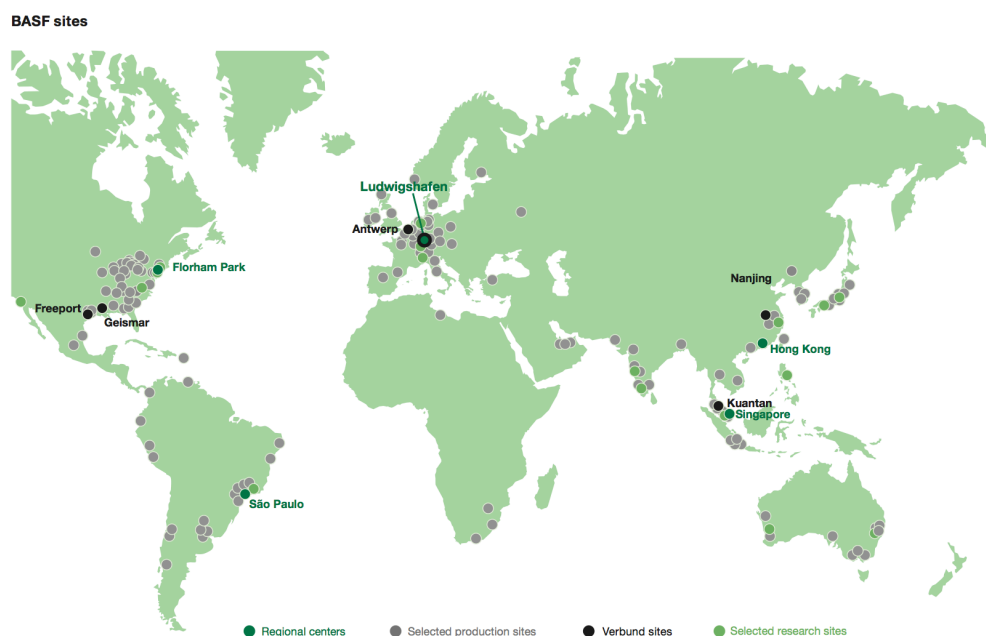 BASF sites
Ludwigshafen
Antwerp
Florham Park
Nanjing
Freeport
Geismar
Hong Kong
Kuantan
Singapore
São Paulo
Regional centers
Selected production sites
Verbund sites
Selected research sites